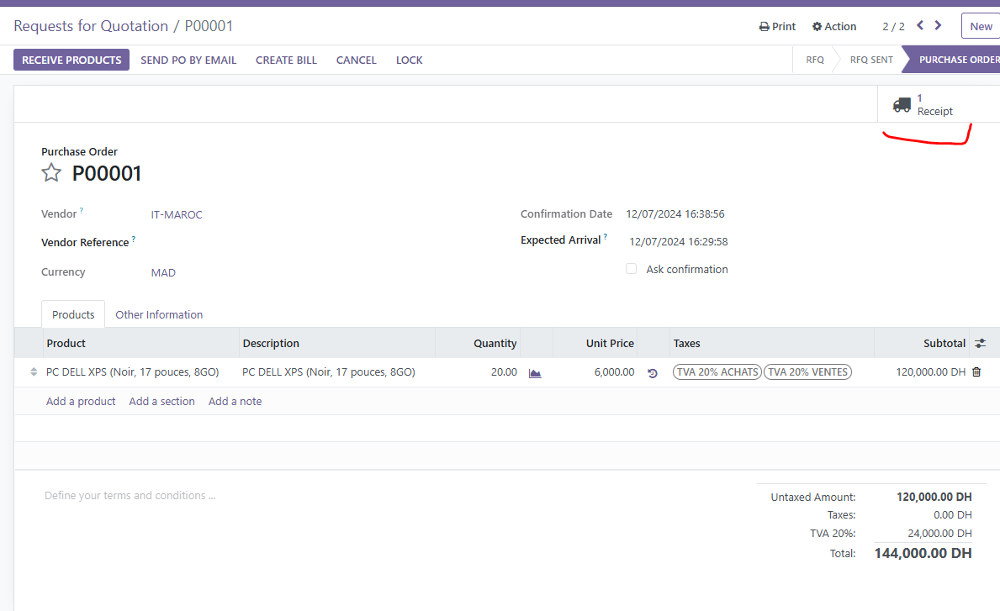 Requests for Quotation / P00001
Print Action 2 / 2 New
RECEIVE PRODUCTS SEND PO BY EMAIL CREATE BILL CANCEL LOCK RFQ RFQ SENT PURCHASE ORDER
1
Receipt
Purchase Order
P00001
Vendor ? IT-MAROC Confirmation Date 12/07/2024 16:38:56
Vendor Reference ? Expected Arrival ? 12/07/2024 16:29:58
Currency MAD Ask confirmation
Products Other Information
Product Description Quantity Unit Price Taxes Subtotal
PC DELL XPS (Noir, 17 pouces, 8GO) PC DELL XPS (Noir, 17 pouces, 8GO) 20.00 6,000.00 TVA 20% ACHATS TVA 20% VENTES 120,000.00 DH
Add a product Add a section Add a note
Define your terms and conditions ...
Untaxed Amount: 120,000.00 DH
Taxes: 0.00 DH
TVA 20%: 24,000.00 DH
Total: 144,000.00 DH